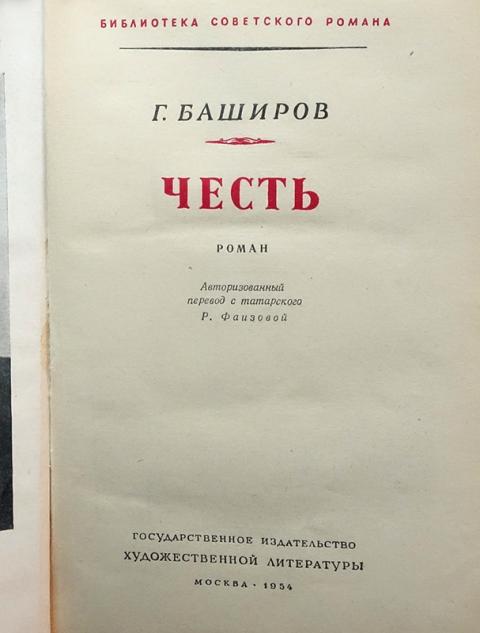 БИБЛИОТЕКА СОВЕТСКОГО РОМАНА
Г. БАШИРОВ
ЧЕСТЬ
РОМАН
Авторизованный
перевод с татарского
Р. Фаизовой
ГОСУДАРСТВЕННОЕ ИЗДАТЕЛЬСТВО
ХУДОЖЕСТВЕННОЙ ЛИТЕРАТУРЫ
МОСКВА · 1954